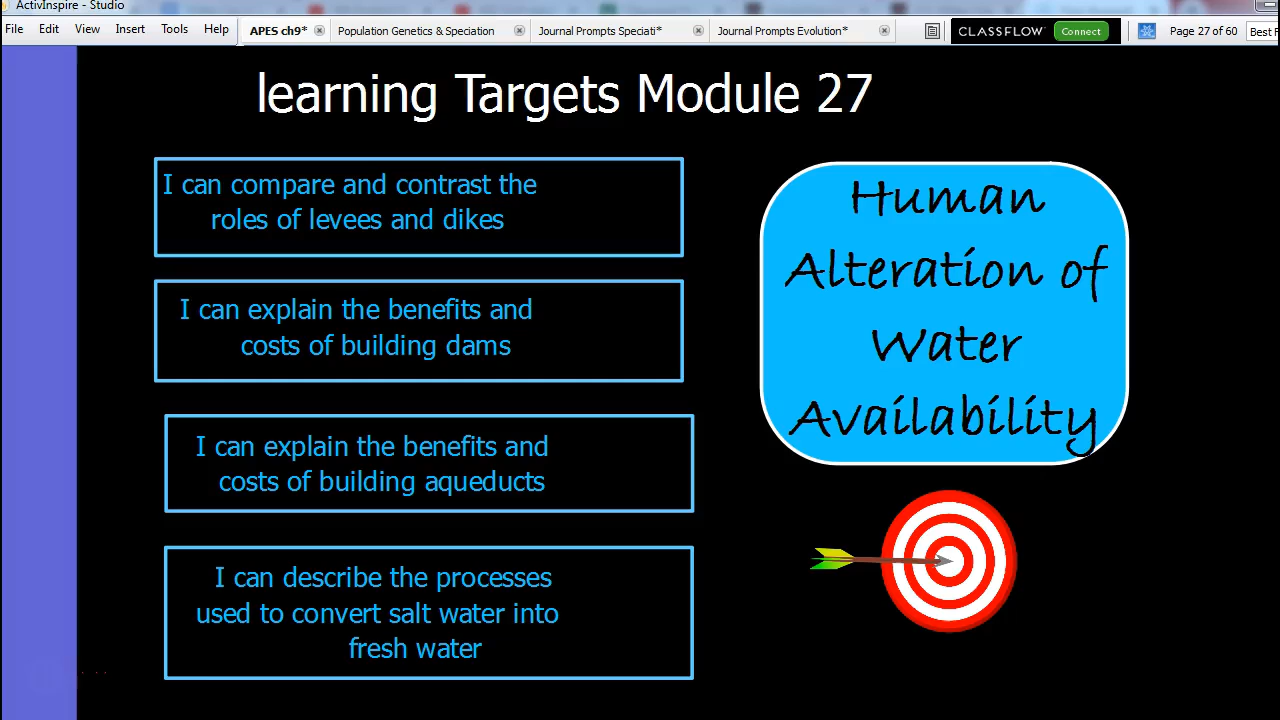 ActivInspire - Studio
File Edit View Insert Tools Help APES ch9* Population Genetics & Speciation Journal Prompts Speciati* Journal Prompts Evolution* CLASSFLOW Connect Page 27 of 60 Best F
learning Targets Module 27
I can compare and contrast the
roles of levees and dikes
I can explain the benefits and
costs of building dams
I can explain the benefits and
costs of building aqueducts
I can describe the processes
used to convert salt water into
fresh water
Human
Alteration of
Water
Availability